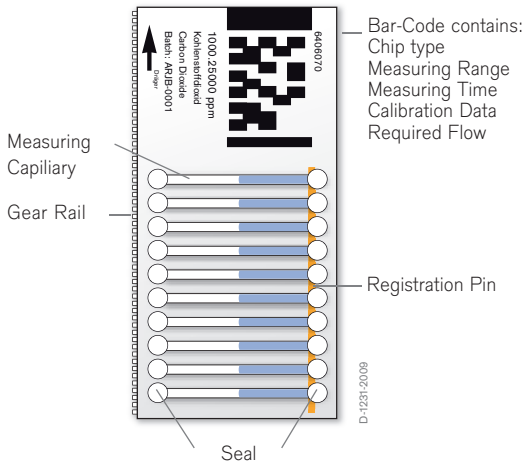 6406070
1000.25000 ppm
Kohlenstoffdioxid
Carbon Dioxide
Batch: ARJB-0001
Dräger
Bar-Code contains:
Chip type
Measuring Range
Measuring Time
Calibration Data
Required Flow
Measuring
Capiliary
Gear Rail
Registration Pin
D-1231-2009
Seal